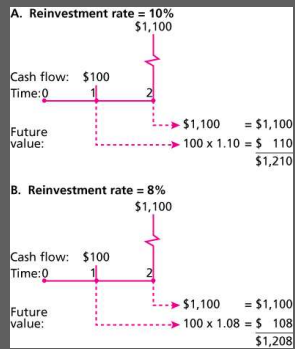 A. Reinvestment rate = 10%
$1,100
Cash flow: $100
Time:0 1 2
$1,100 = $1,100
Future
value: 100 x 1.10 = $ 110
$1,210
B. Reinvestment rate = 8%
$1,100
Cash flow: $100
Time:0 1 2
$1,100 = $1,100
Future
value: 100 x 1.08 = $ 108
$1,208